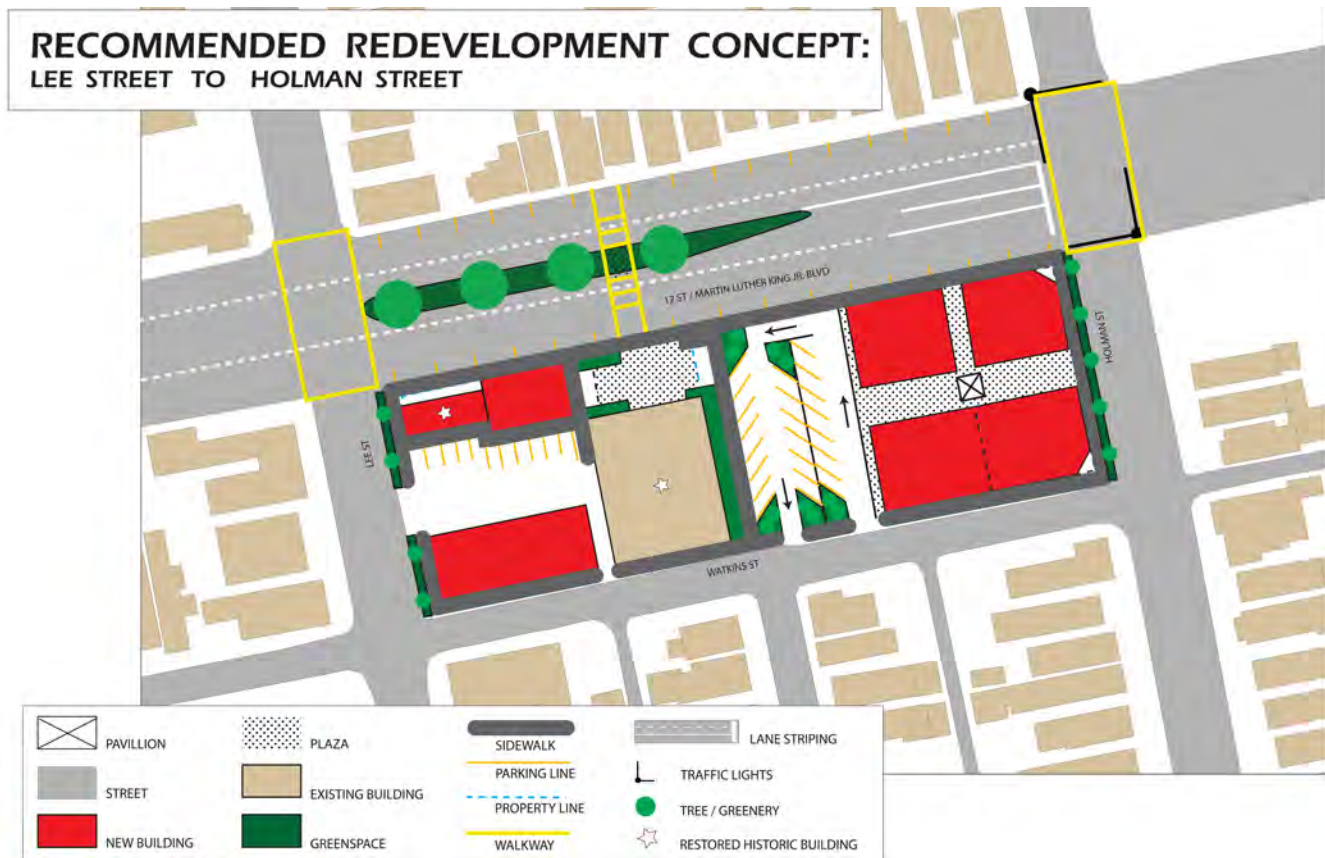 RECOMMENDED REDEVELOPMENT CONCEPT:
LEE STREET TO HOLMAN STREET
12 ST / MARTIN LUTHER KING JR. BLVD
HOLMAN ST
LEE ST
WATKINS ST
PAVILLION
PLAZA
SIDEWALK
LANE STRIPING
STREET
EXISTING BUILDING
PARKING LINE
TRAFFIC LIGHTS
PROPERTY LINE
TREE / GREENERY
NEW BUILDING
GREENSPACE
WALKWAY
RESTORED HISTORIC BUILDING